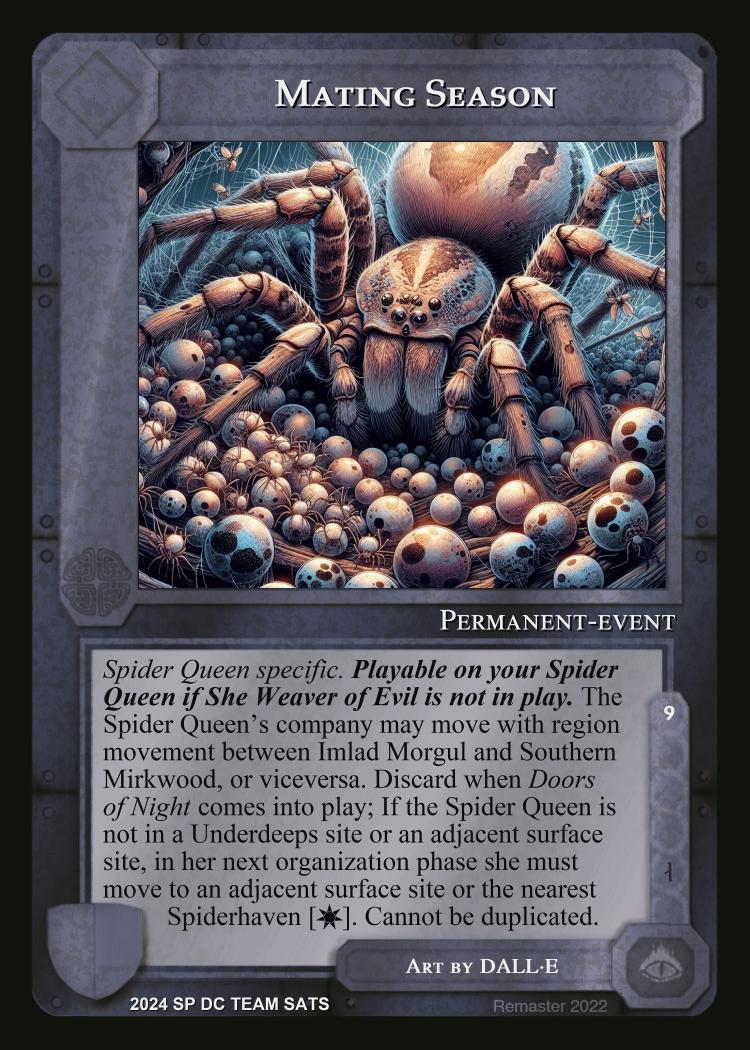 Mating Season
Permanent-event
Spider Queen specific. Playable on your Spider
Queen if She Weaver of Evil is not in play. The
Spider Queen's company may move with region
movement between Imlad Morgul and Southern
Mirkwood, or viceversa. Discard when Doors
of Night comes into play; If the Spider Queen is
not in a Underdeeps site or an adjacent surface
site, in her next organization phase she must
move to an adjacent surface site or the nearest
Spiderhaven [☀]. Cannot be duplicated.
9
Art by DALL·E
2024 SP DC TEAM SATS
Remaster 2022